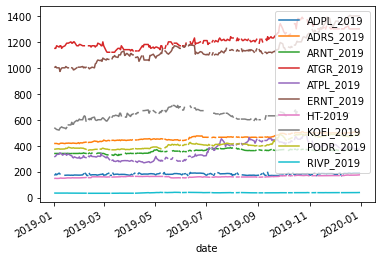 1400
1200
1000
800
600
400
200
0
ADPL_2019
ADRS_2019
ARNT_2019
ATGR_2019
ATPL_2019
ERNT_2019
HT-2019
KOEI_2019
PODR_2019
RIVP_2019
2019-01
2019-03
2019-05
2019-07
2019-09
2019-11
2020-01
date